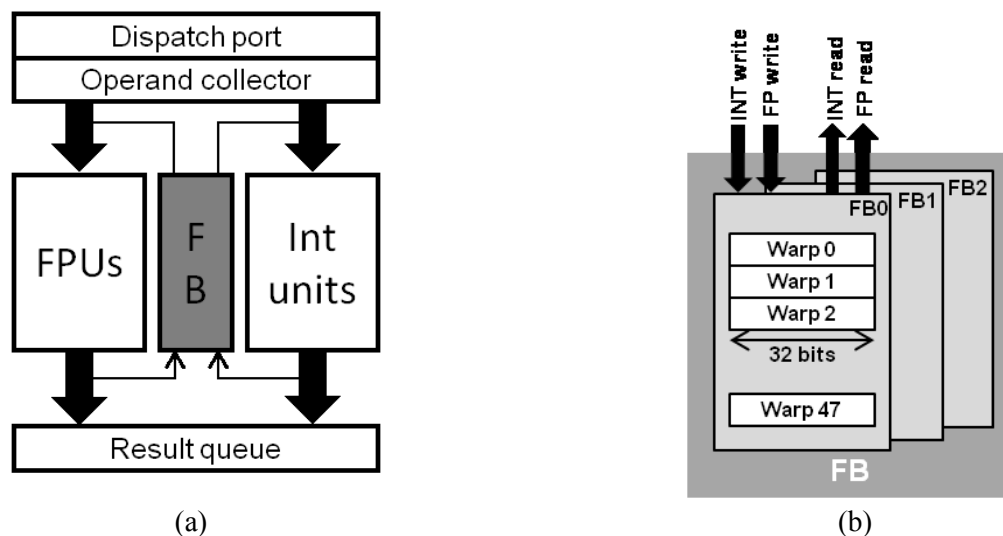 Dispatch port
Operand collector
FPUs
F
B
Int
units
Result queue
(a)
INT write
FP write
INT read
FP read
FB2
FB1
FB0
Warp 0
Warp 1
Warp 2
32 bits
Warp 47
FB
(b)